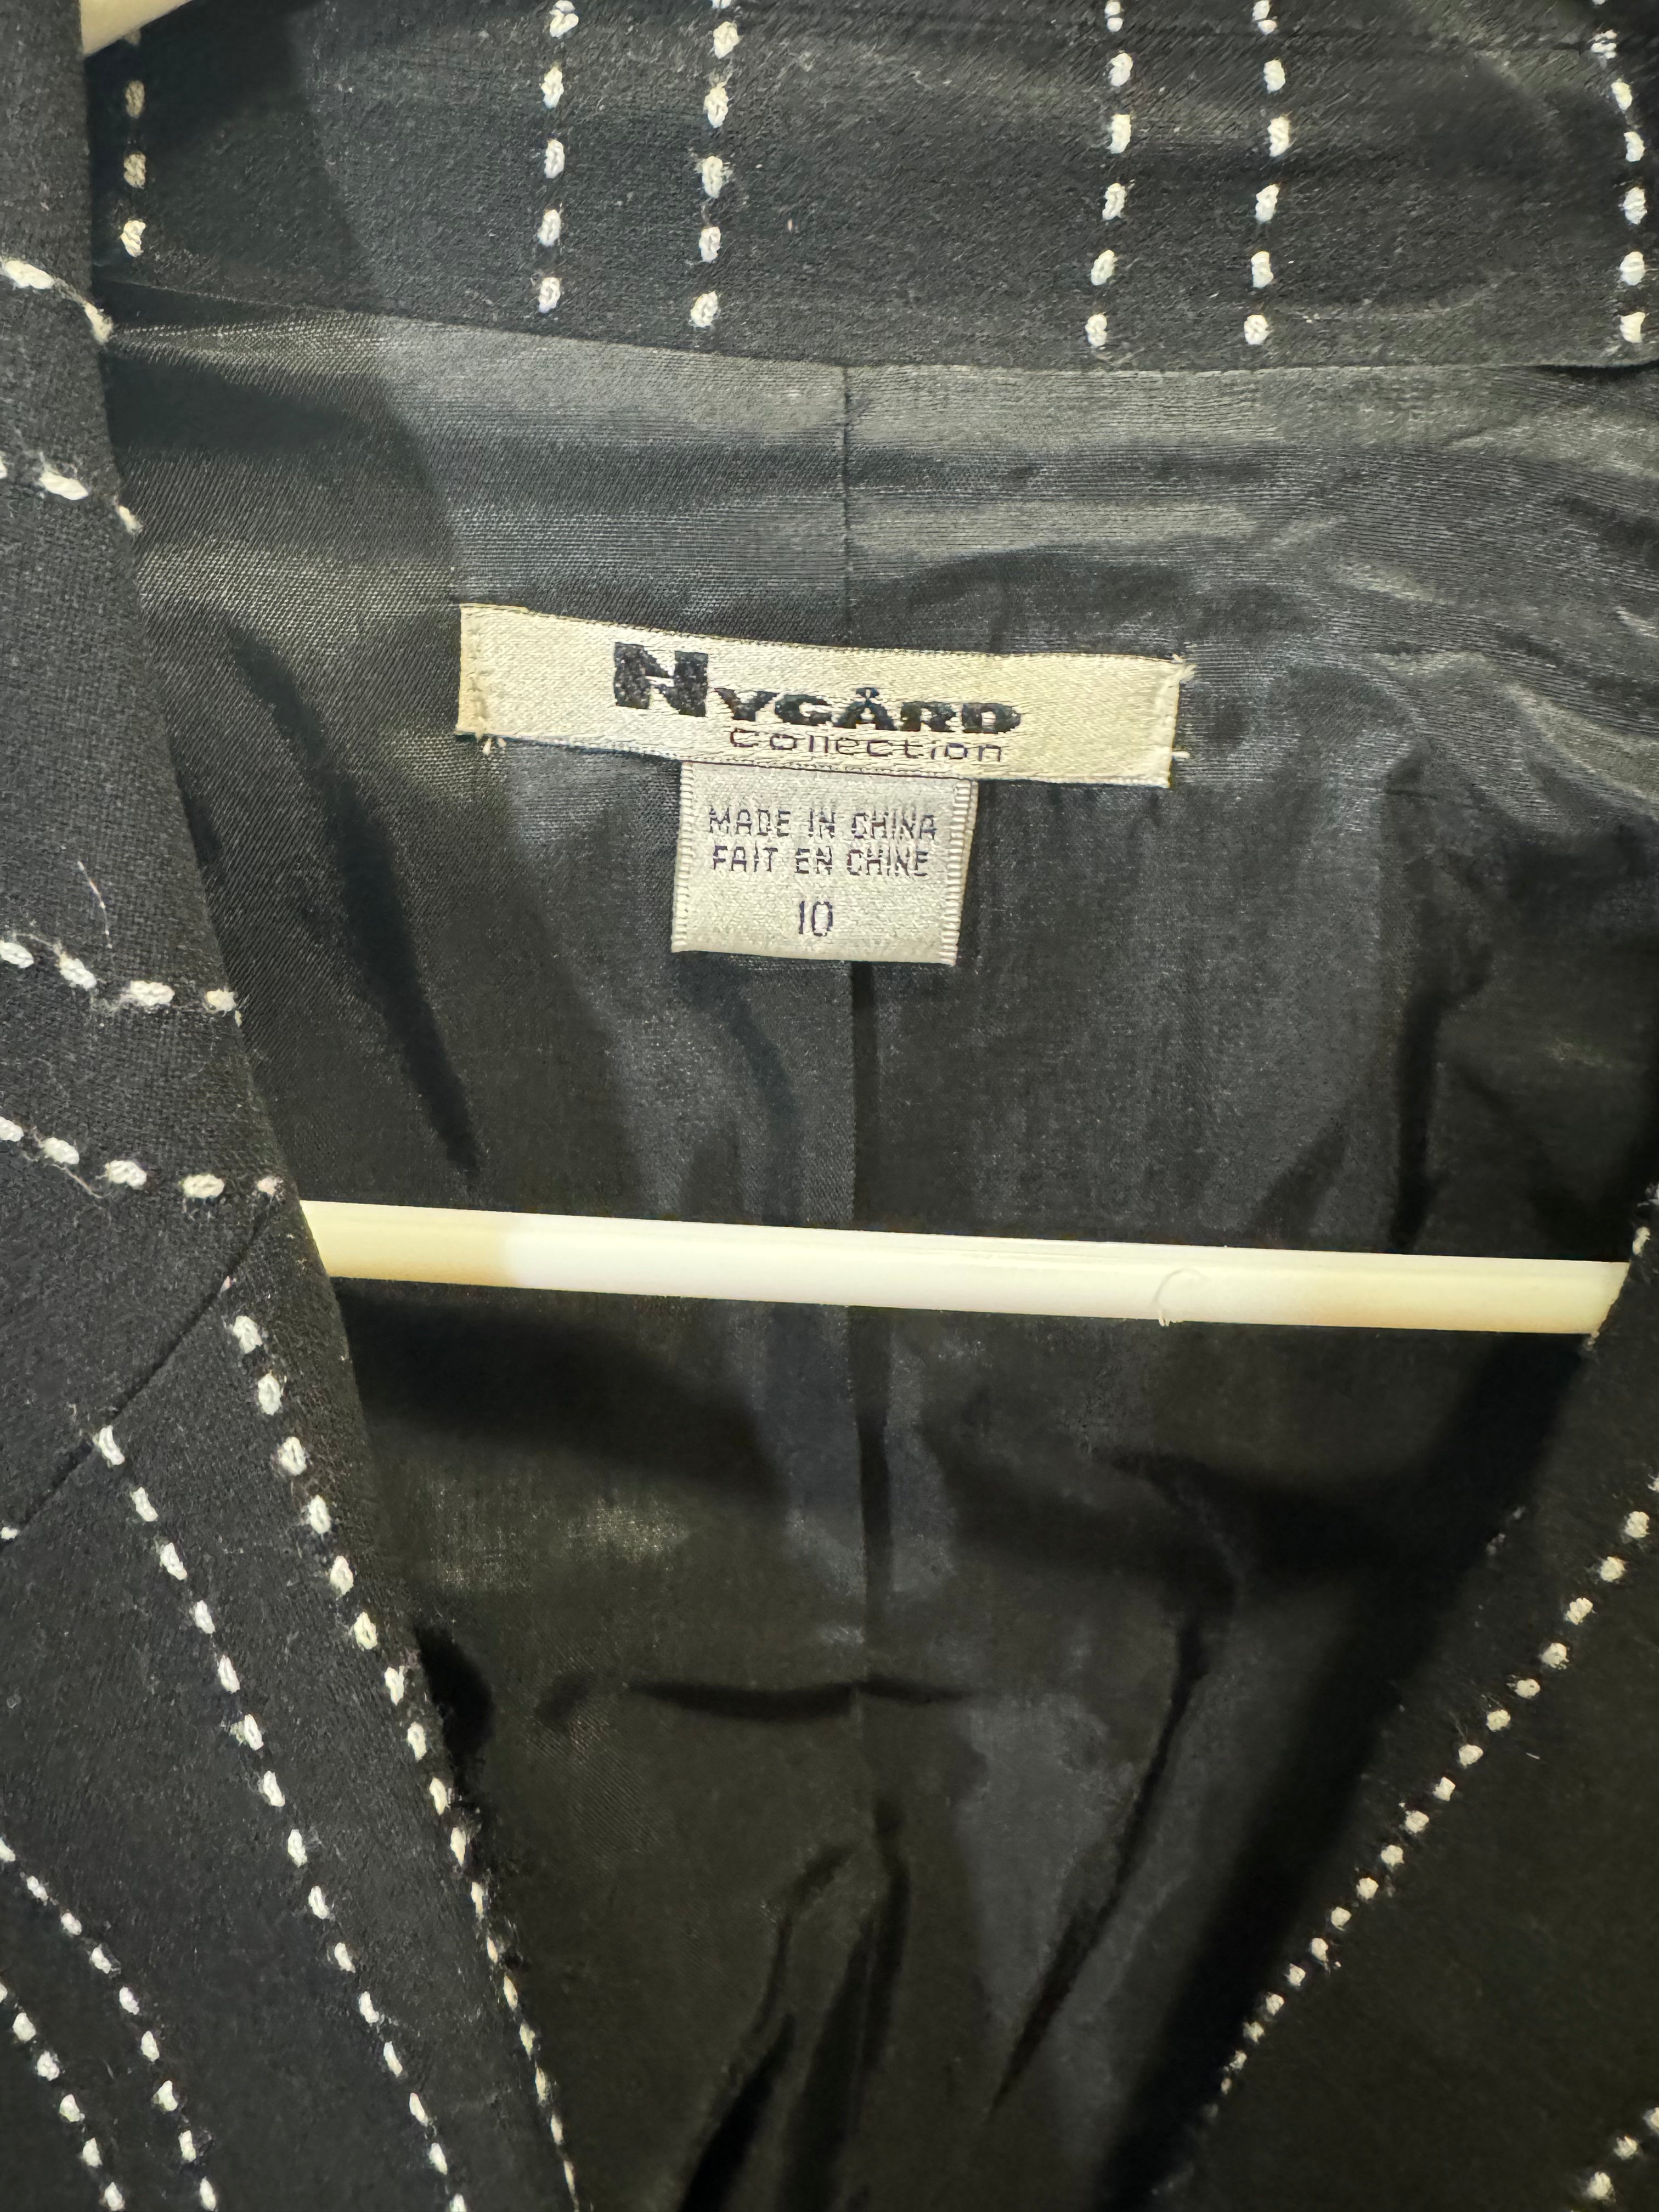 NYGÅRD
Collection
MADE IN CHINA
FAIT EN CHINE
10